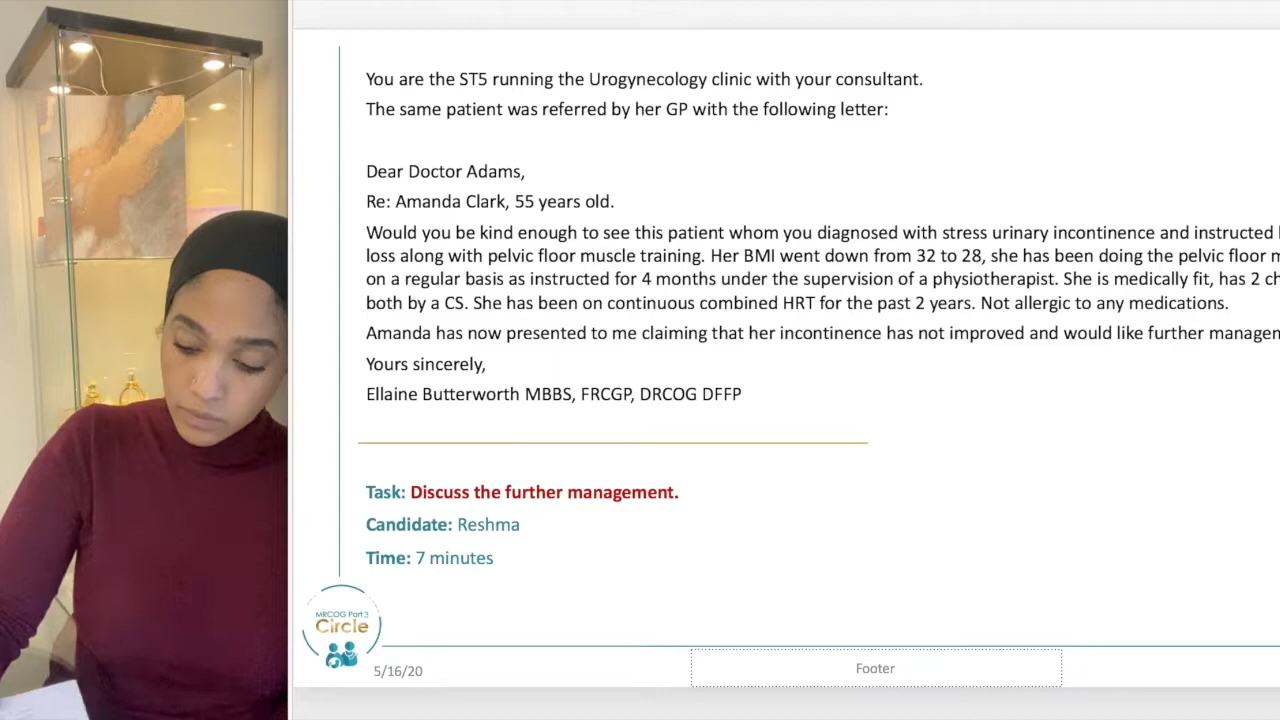 You are the ST5 running the Urogynecology clinic with your consultant.
The same patient was referred by her GP with the following letter:
Dear Doctor Adams,
Re: Amanda Clark, 55 years old.
Would you be kind enough to see this patient whom you diagnosed with stress urinary incontinence and instructed
loss along with pelvic floor muscle training. Her BMI went down from 32 to 28, she has been doing the pelvic floor
on a regular basis as instructed for 4 months under the supervision of a physiotherapist. She is medically fit, has 2
both by a CS. She has been on continuous combined HRT for the past 2 years. Not allergic to any medications.
Amanda has now presented to me claiming that her incontinence has not improved and would like further
Yours sincerely,
Ellaine Butterworth MBBS, FRCGP, DRCOG DFFP
Task: Discuss the further management.
Candidate: Reshma
Time: 7 minutes
MRCOG Part 3
Circle
5/16/20
Footer